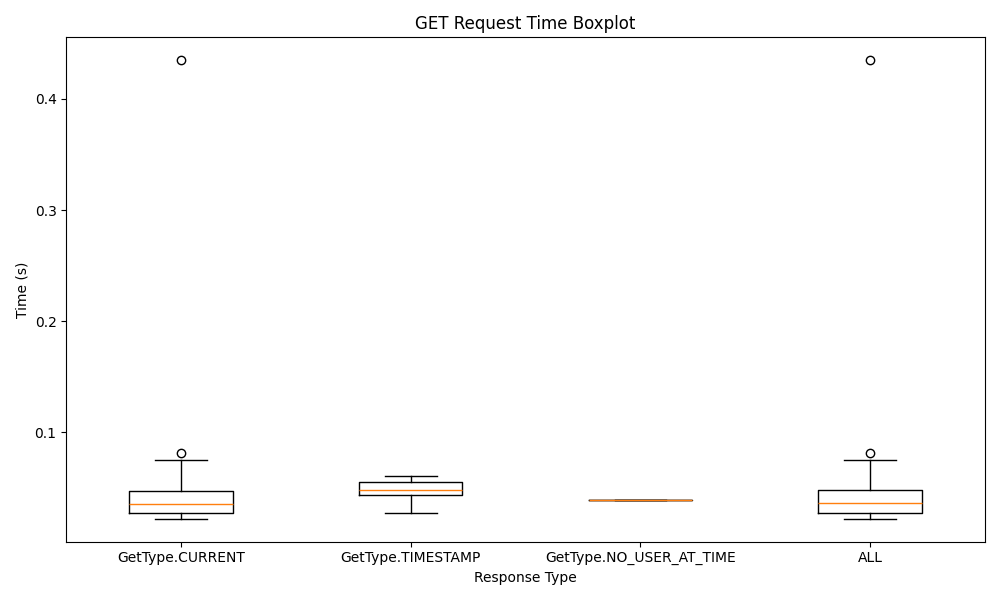 GET Request Time Boxplot
Time (s)
0.4
0.3
0.2
0.1
GetType.CURRENT
GetType.TIMESTAMP
GetType.NO_USER_AT_TIME
ALL
Response Type